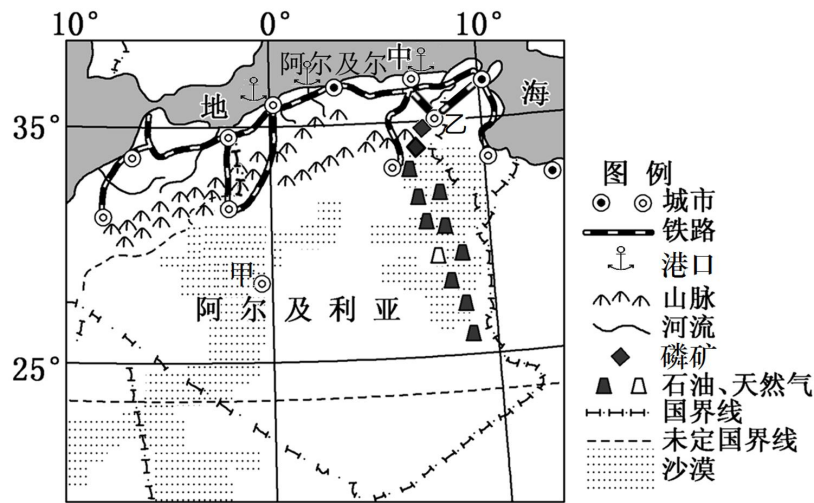 10° 0° 10°
阿尔及尔 中
地 海
35°
乙
甲
阿尔及利亚
25°
图例
城市
铁路
港口
山脉
河流
磷矿
石油、天然气
国界线
未定国界线
沙漠